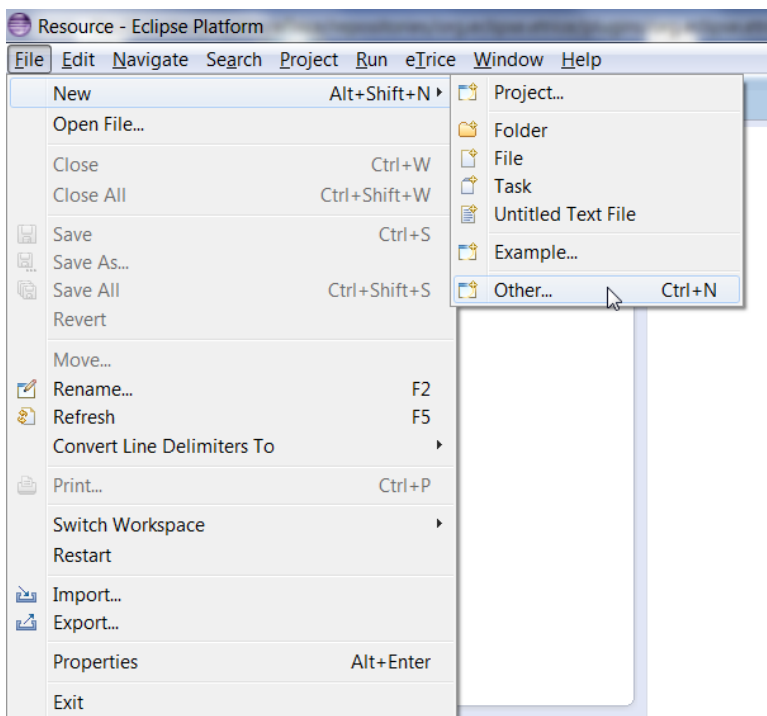 Resource - Eclipse Platform
File Edit Navigate Search Project Run eTrice Window Help
New Alt+Shift+N
Open File...
Close Ctrl+W
Close All Ctrl+Shift+W
Save Ctrl+S
Save As...
Save All Ctrl+Shift+S
Revert
Move...
Rename... F2
Refresh F5
Convert Line Delimiters To
Print... Ctrl+P
Switch Workspace
Restart
Import...
Export...
Properties Alt+Enter
Exit
Project...
Folder
File
Task
Untitled Text File
Example...
Other... Ctrl+N